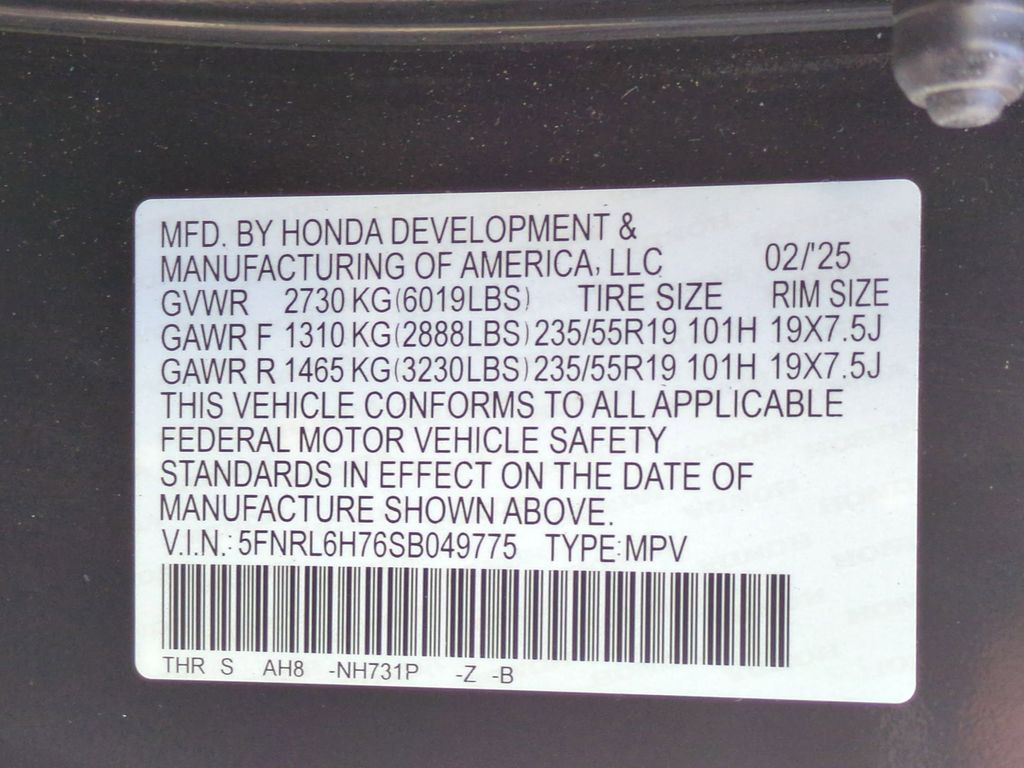 MFD. BY HONDA DEVELOPMENT &
MANUFACTURING OF AMERICA, LLC 02/'25
GVWR 2730 KG(6019LBS) TIRE SIZE RIM SIZE
GAWR F 1310 KG(2888LBS) 235/55R19 101H 19X7.5J
GAWR R 1465 KG(3230LBS) 235/55R19 101H 19X7.5J
THIS VEHICLE CONFORMS TO ALL APPLICABLE
FEDERAL MOTOR VEHICLE SAFETY
STANDARDS IN EFFECT ON THE DATE OF
MANUFACTURE SHOWN ABOVE.
V.I.N.: 5FNRL6H76SB049775 TYPE:MPV
THR S AH8 -NH731P -Z -B